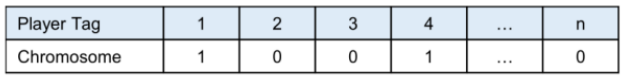 Player Tag 1 2 3 4 ... n
Chromosome 1 0 0 1 ... 0